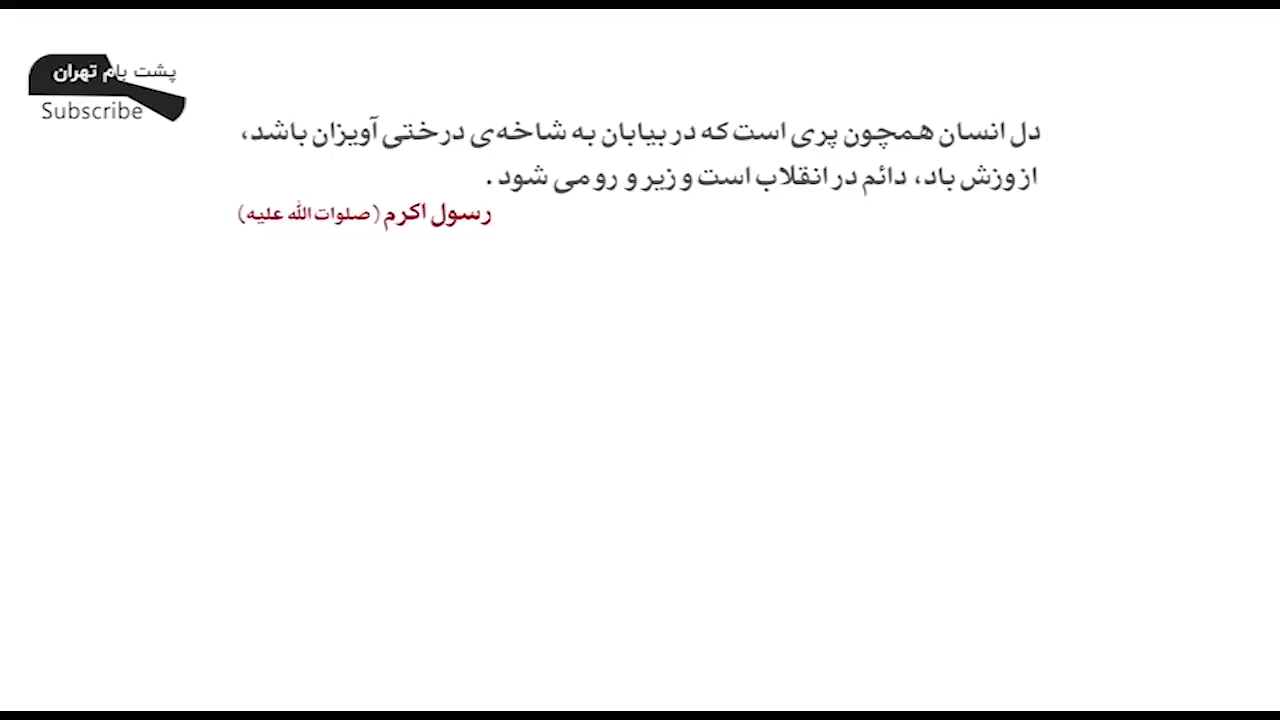 پشت بام تهران
Subscribe
دل انسان همچون پری است که در بیابان به شاخه‌ی درختی آویزان باشد،
از وزش باد، دائم در انقلاب است و زیر و رو می شود .
رسول اکرم (صلوات الله علیه)